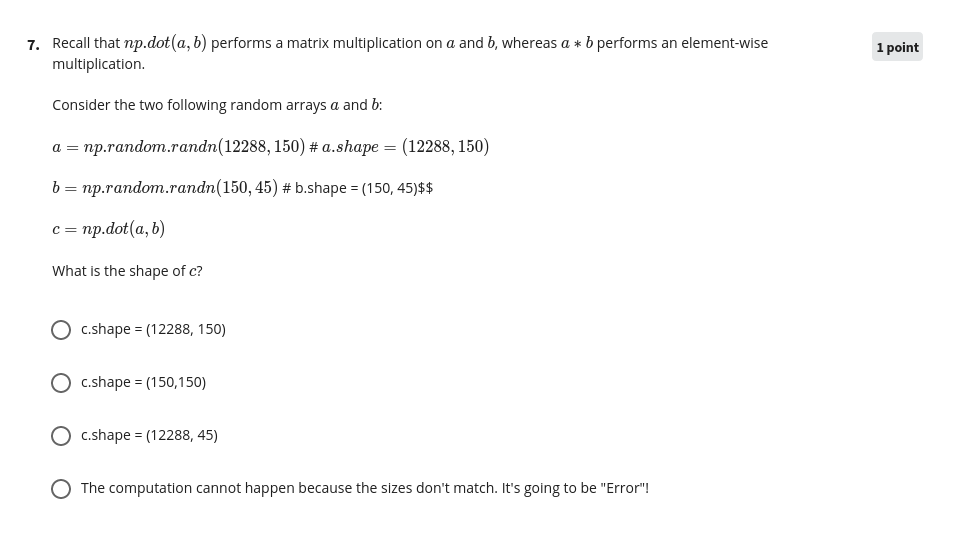 7. Recall that np.dot(a, b) performs a matrix multiplication on a and b, whereas a ∗ b performs an element-wise
multiplication.
1 point
Consider the two following random arrays a and b:
a = np.random.randn(12288, 150) # a.shape = (12288, 150)
b = np.random.randn(150, 45) # b.shape = (150, 45)$$
c = np.dot(a, b)
What is the shape of c?
c.shape = (12288, 150)
c.shape = (150,150)
c.shape = (12288, 45)
The computation cannot happen because the sizes don't match. It's going to be "Error"!